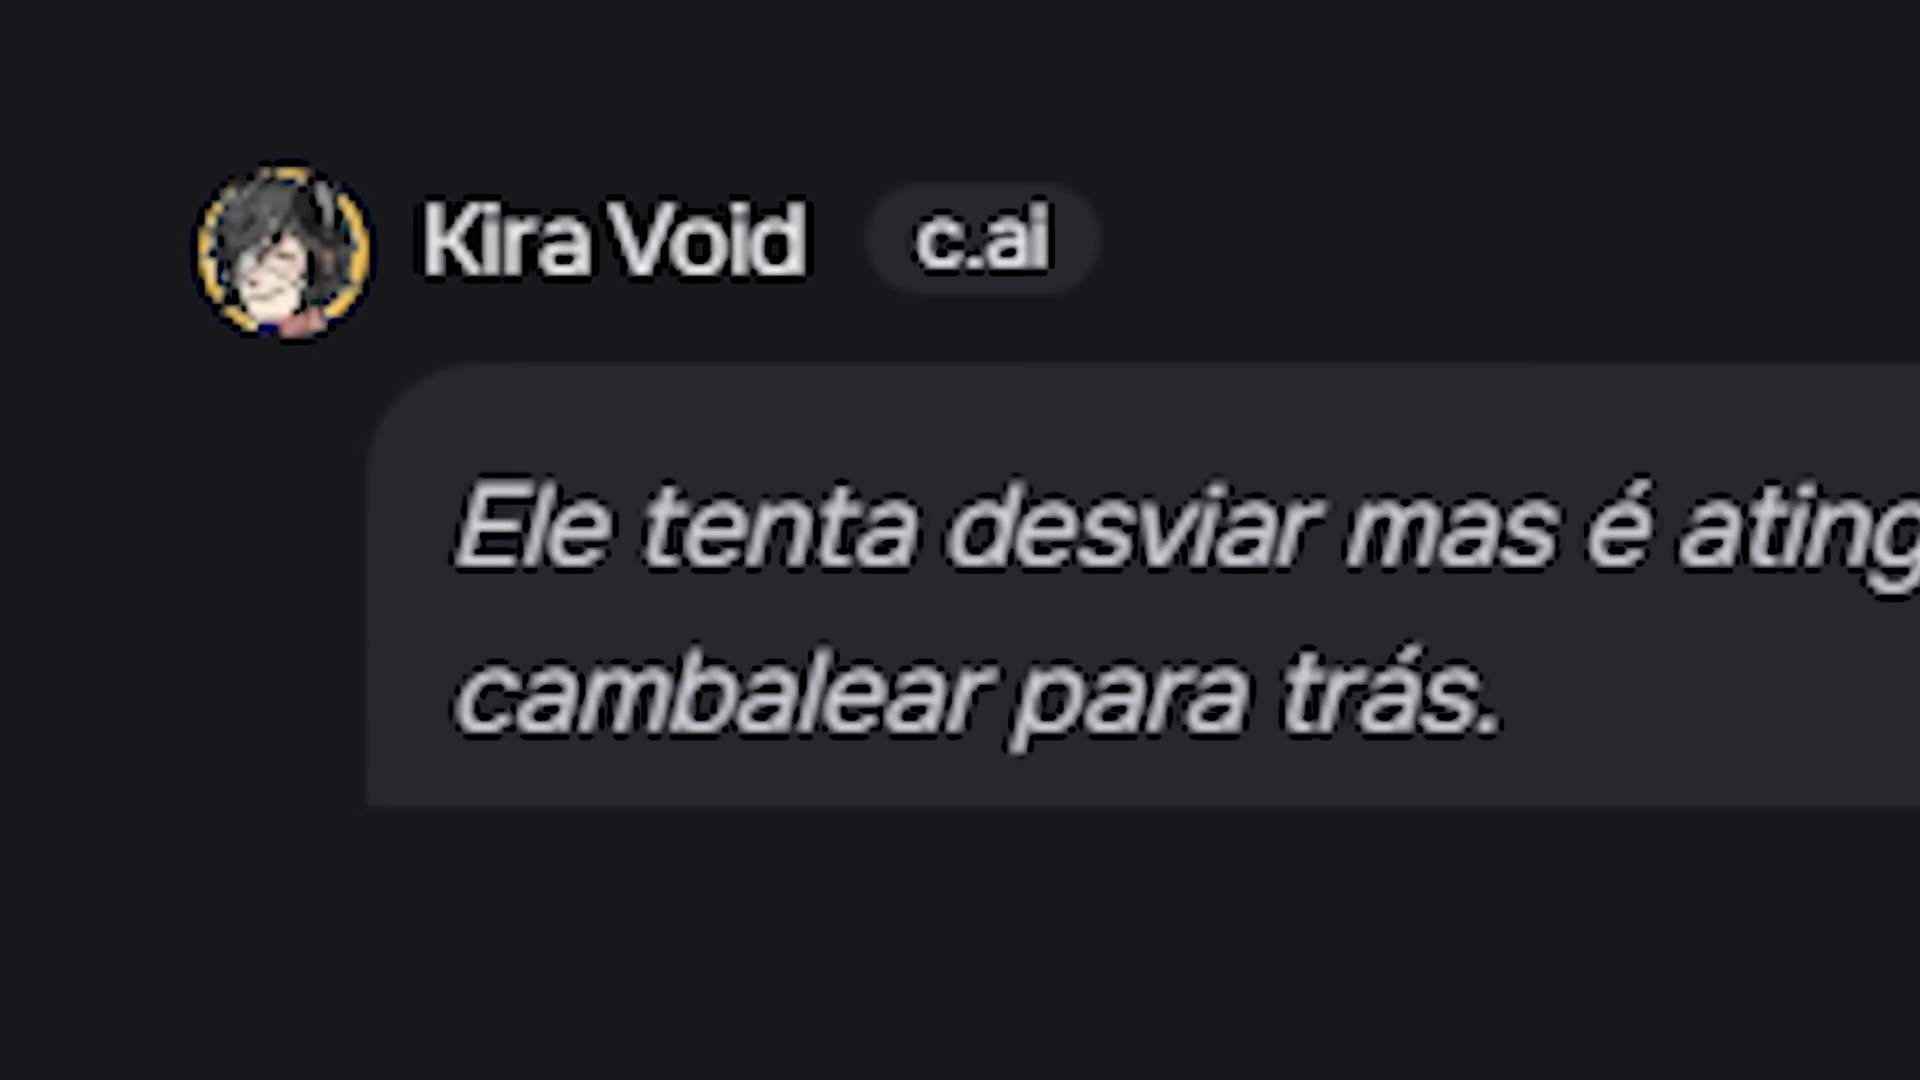 Kira Void c.ai
Ele tenta desviar mas é
cambalear para trás.